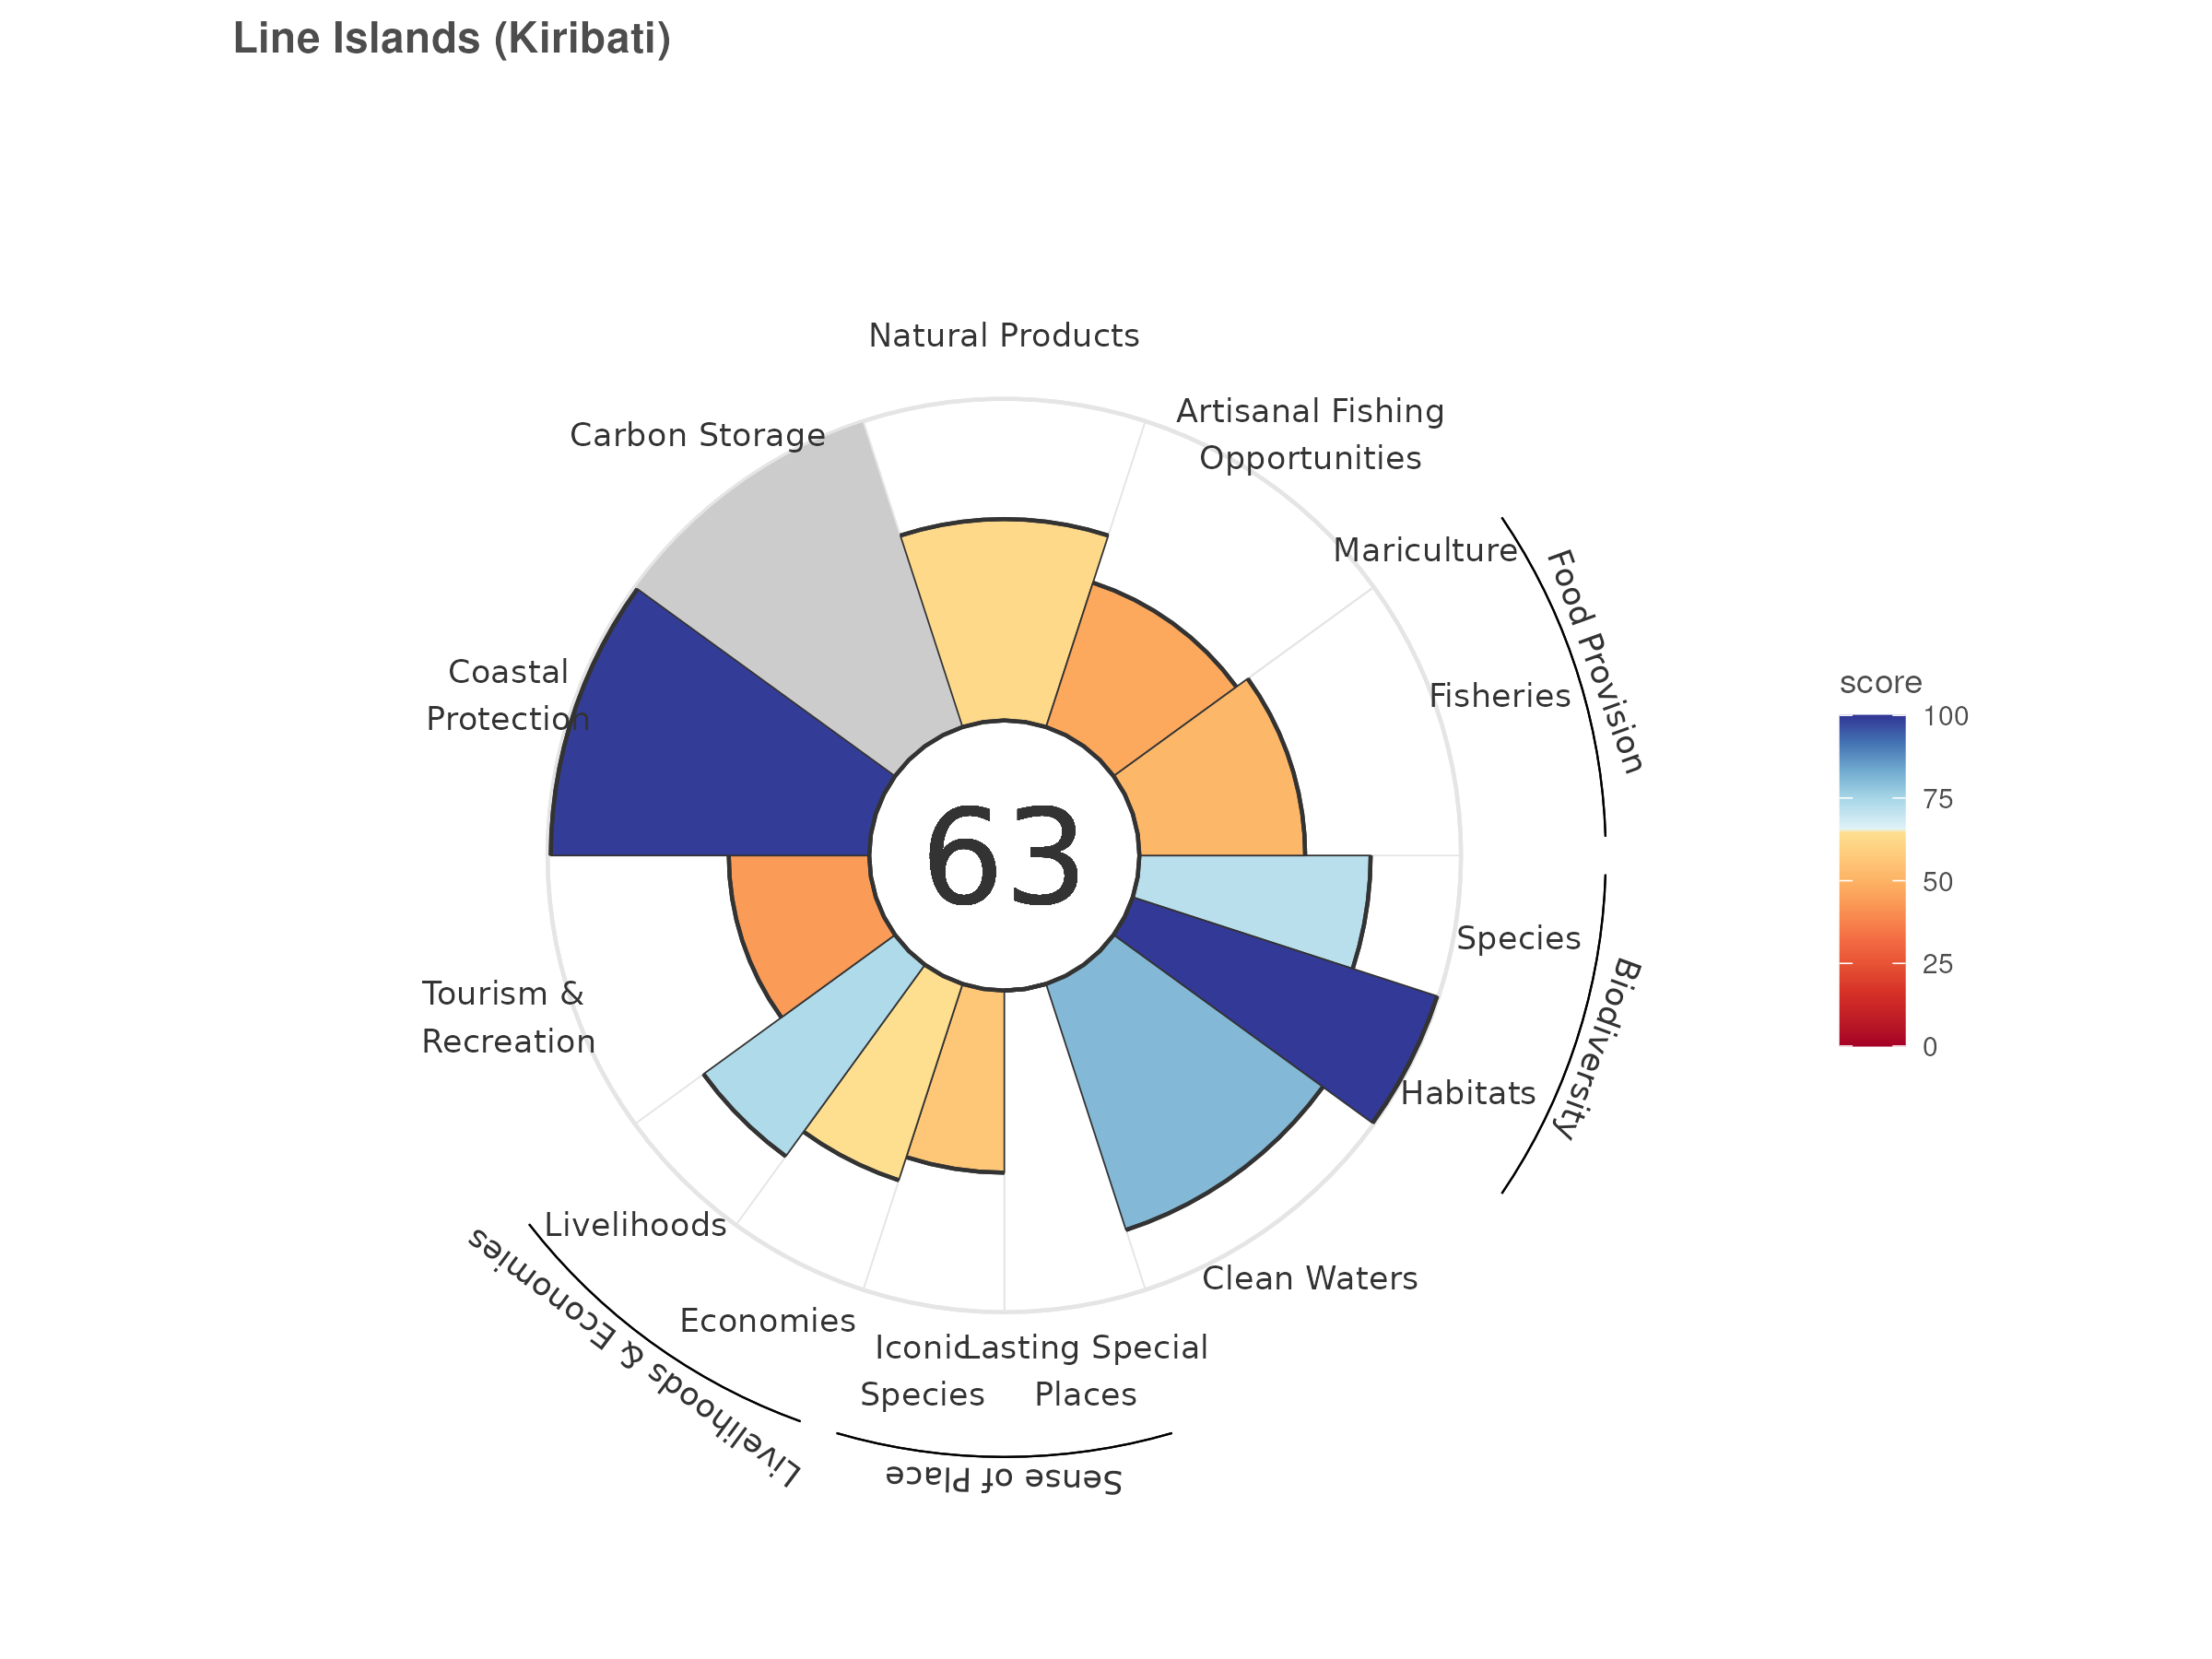 Line Islands (Kiribati)
Natural Products
Artisanal Fishing
Opportunities
Carbon Storage
Mariculture
Food Provision
Fisheries
Coastal
Protection
63
score
100
75
50
25
0
Species
Biodiversity
Habitats
Tourism &
Recreation
Livelihoods
Livelihoods & Economies
Economies
Clean Waters
Iconic
Species
Lasting Special
Places
Sense of Place